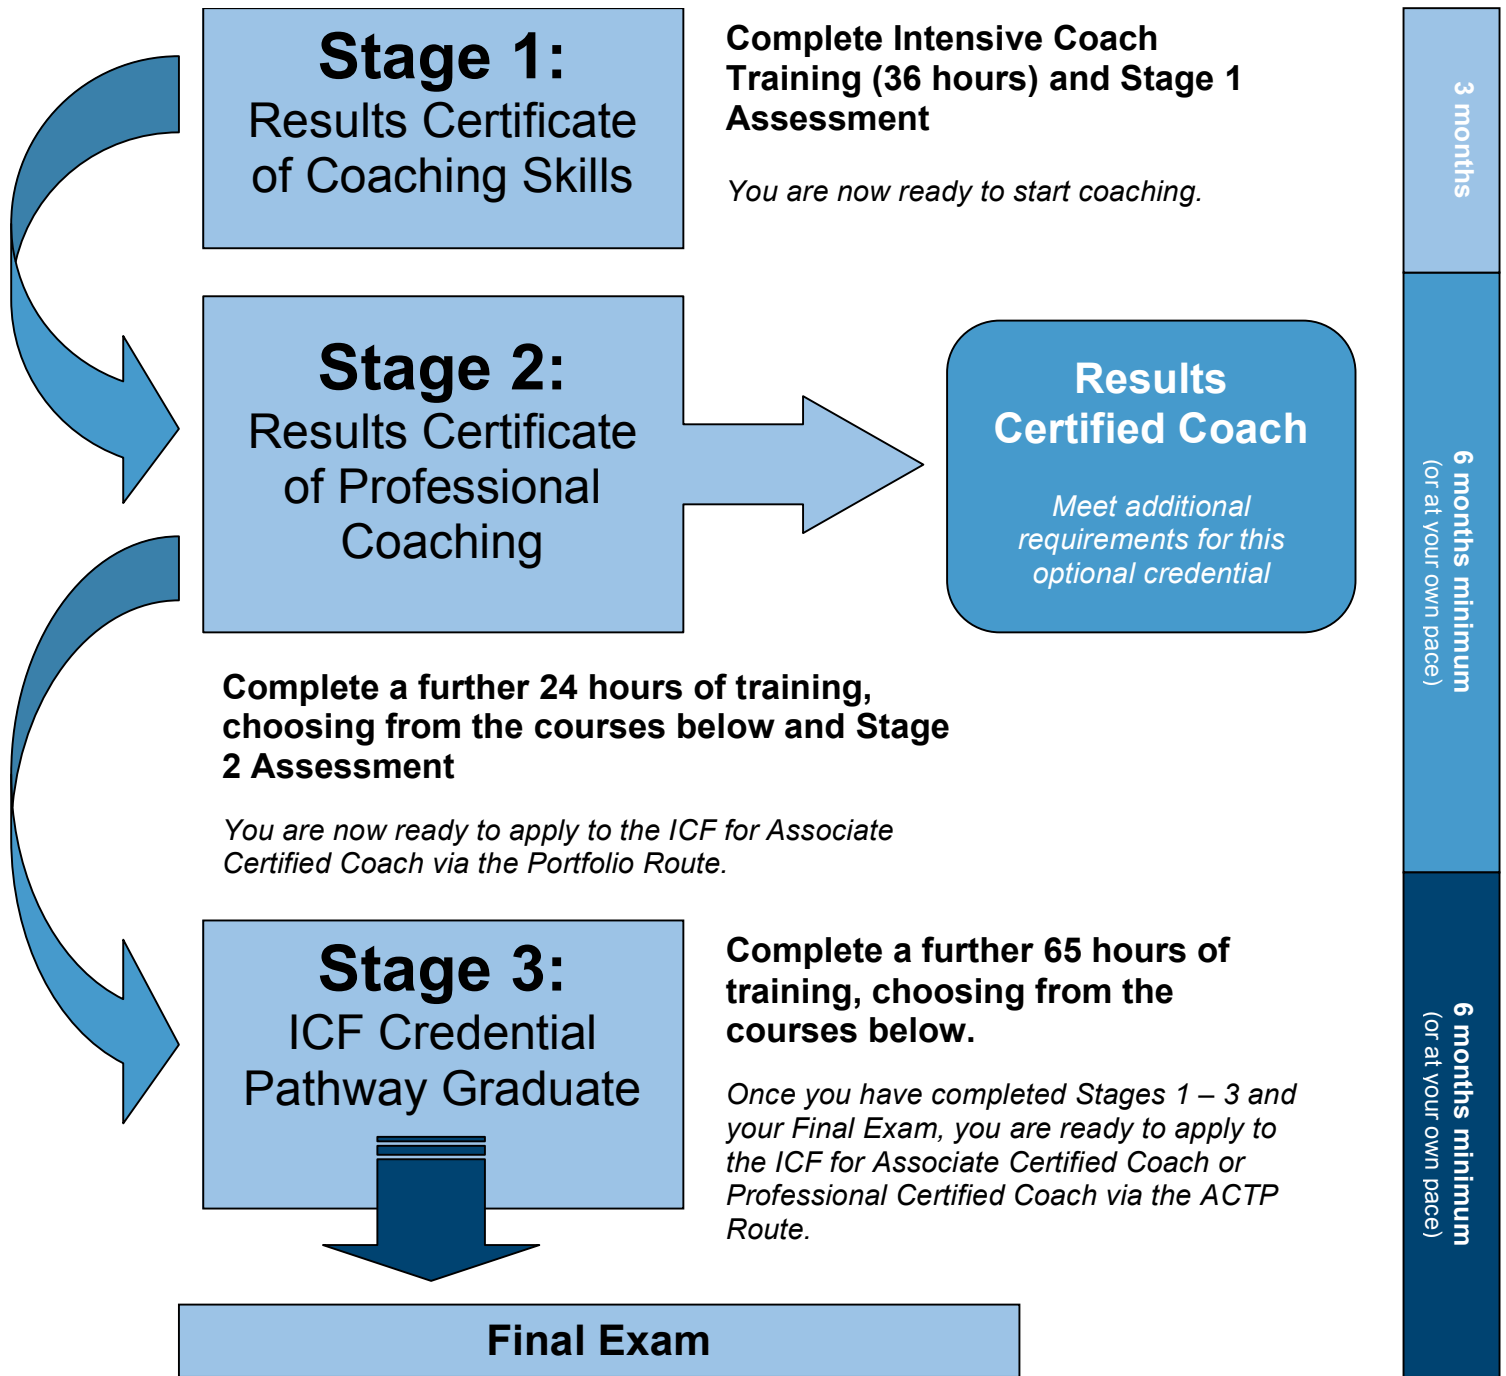 Stage 1:
Results Certificate
of Coaching Skills
Complete Intensive Coach
Training (36 hours) and Stage 1
Assessment
You are now ready to start coaching.
3 months
Stage 2:
Results Certificate
of Professional
Coaching
Results
Certified Coach
Meet additional
requirements for this
optional credential
6 months minimum
(or at your own pace)
Complete a further 24 hours of training,
choosing from the courses below and Stage
2 Assessment
You are now ready to apply to the ICF for Associate
Certified Coach via the Portfolio Route.
Stage 3:
ICF Credential
Pathway Graduate
Complete a further 65 hours of
training, choosing from the
courses below.
Once you have completed Stages 1 – 3 and
your Final Exam, you are ready to apply to
the ICF for Associate Certified Coach or
Professional Certified Coach via the ACTP
Route.
6 months minimum
(or at your own pace)
Final Exam